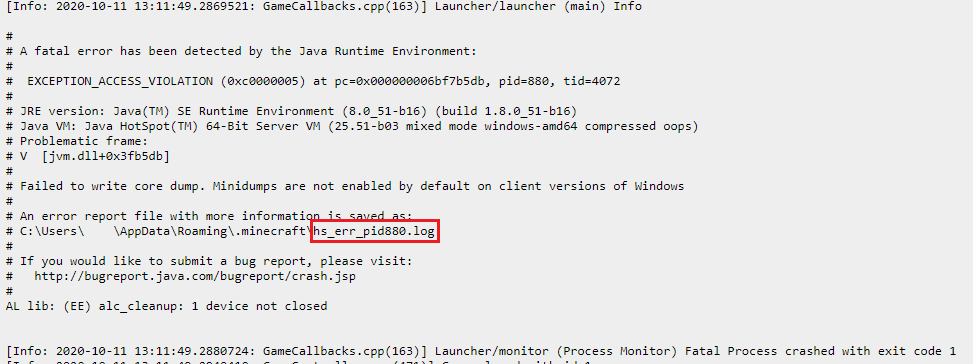 [Info: 2020-10-11 13:11:49.2869521: GameCallbacks.cpp(163)] Launcher/launcher (main) Info
#
# A fatal error has been detected by the Java Runtime Environment:
#
#  EXCEPTION_ACCESS_VIOLATION (0xc0000005) at pc=0x000000006bf7b5db, pid=880, tid=4072
#
# JRE version: Java(TM) SE Runtime Environment (8.0_51-b16) (build 1.8.0_51-b16)
# Java VM: Java HotSpot(TM) 64-Bit Server VM (25.51-b03 mixed mode windows-amd64 compressed oops)
# Problematic frame:
# V  [jvm.dll+0x3fb5db]
#
# Failed to write core dump. Minidumps are not enabled by default on client versions of Windows
#
# An error report file with more information is saved as:
# C:\Users\    \AppData\Roaming\.minecraft\hs_err_pid880.log
#
# If you would like to submit a bug report, please visit:
#   http://bugreport.java.com/bugreport/crash.jsp
#
AL lib: (EE) alc_cleanup: 1 device not closed
[Info: 2020-10-11 13:11:49.2880724: GameCallbacks.cpp(163)] Launcher/monitor (Process Monitor) Fatal Process crashed with exit code 1